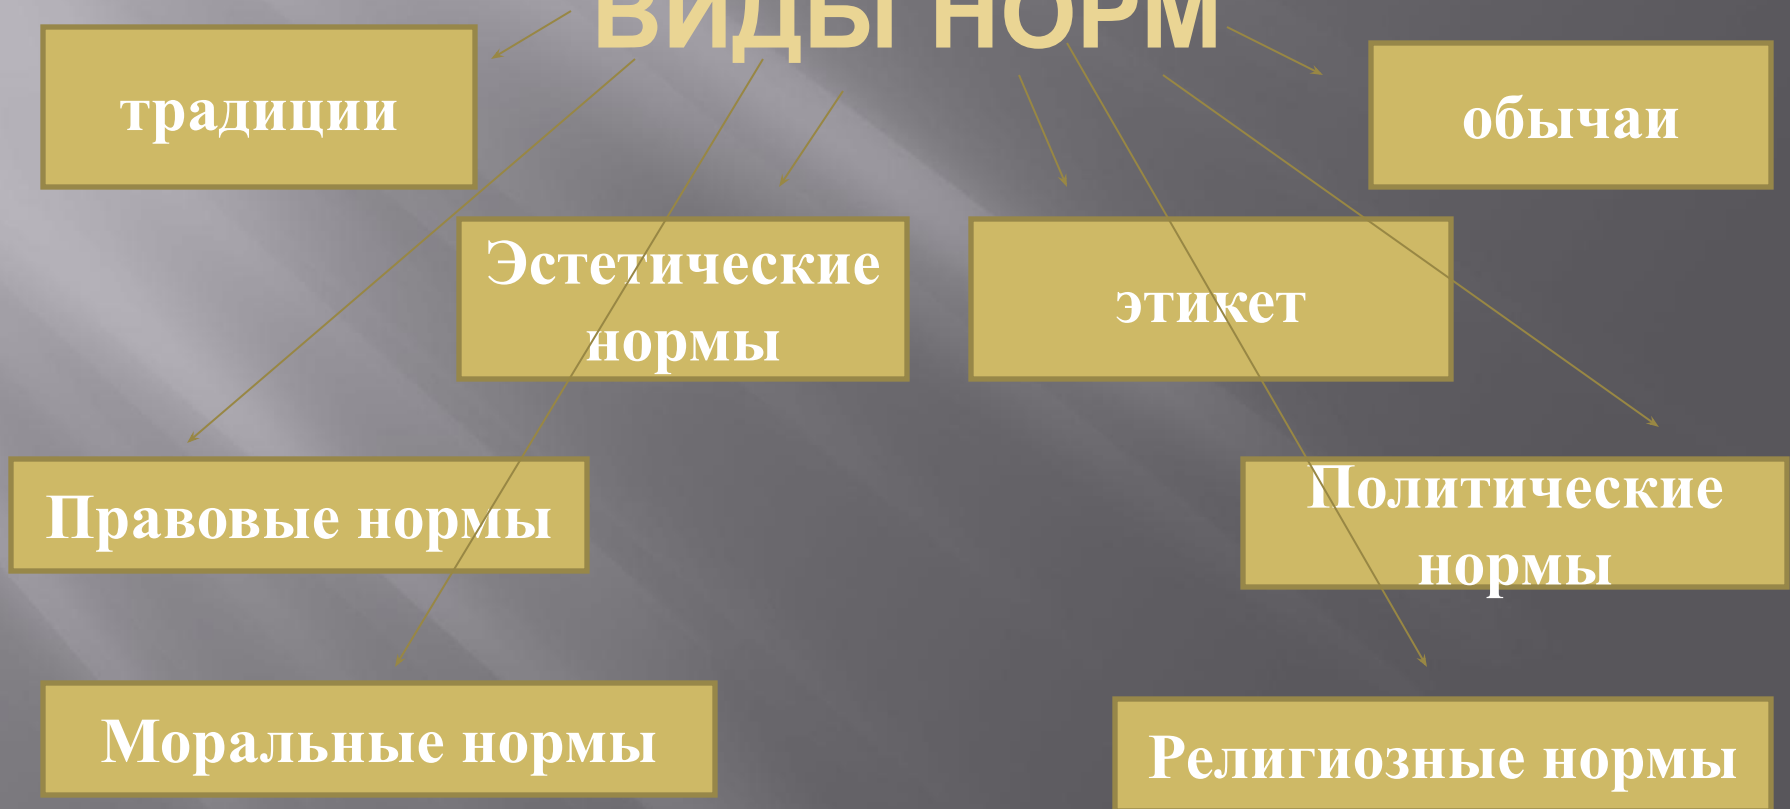 ВИДЫ НОРМ
традиции
обычаи
Эстетические
нормы
этикет
Правовые нормы
Политические
нормы
Моральные нормы
Религиозные нормы